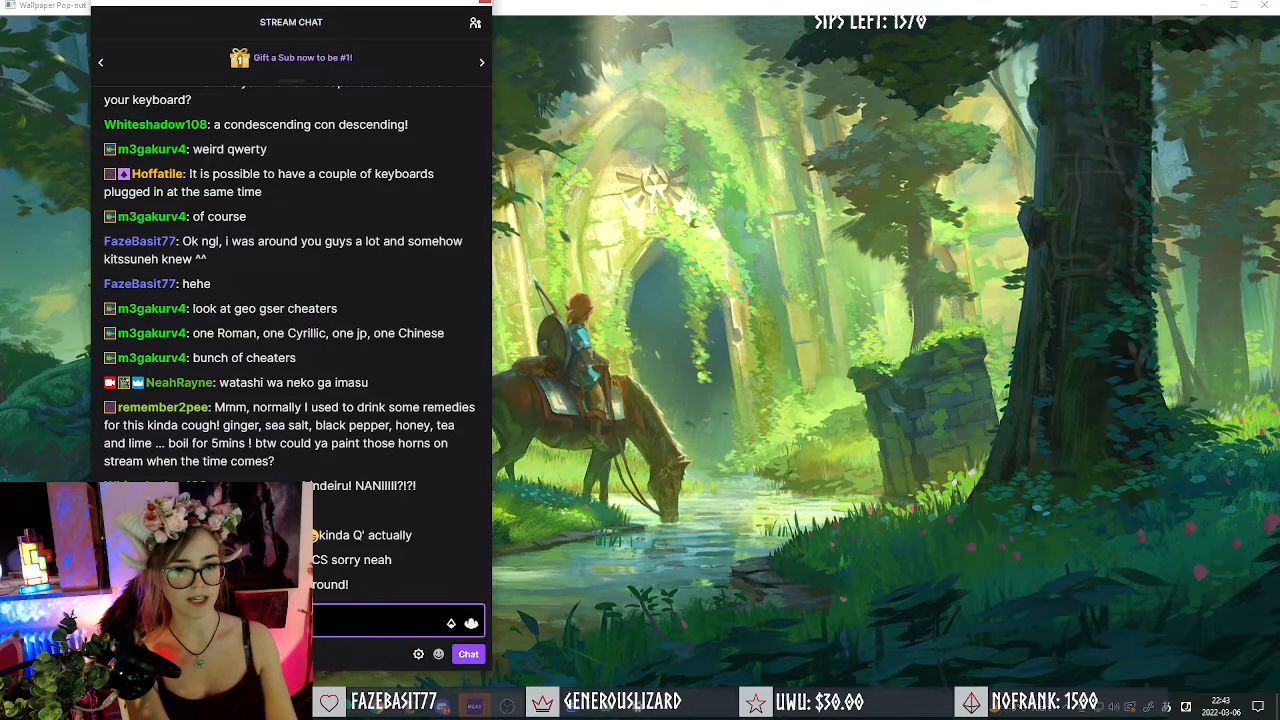 Wallpaper Pop-out
STREAM CHAT
SIPS LEFT: 1570
1 Gift a Sub now to be #1!
your keyboard?
Whiteshadow108: a condescending con descending!
m3gakurv4: weird qwerty
Hoffatile: It is possible to have a couple of keyboards
plugged in at the same time
m3gakurv4: of course
FazeBasit77: Ok ngl, i was around you guys a lot and somehow
kitssuneh knew ^^
FazeBasit77: hehe
m3gakurv4: look at geo gser cheaters
m3gakurv4: one Roman, one Cyrillic, one jp, one Chinese
m3gakurv4: bunch of cheaters
NeahRayne: watashi wa neko ga imasu
remember2pee: Mmm, normally I used to drink some remedies
for this kinda cough! ginger, sea salt, black pepper, honey, tea
and lime ... boil for 5mins ! btw could ya paint those horns on
stream when the time comes?
ndeiru! NANIIIII?!?!
kinda Q' actually
CS sorry neah
round!
Chat
FAZEBASIT77
NEXT
GENEROUSLIZARD
UWU: $30.00
NOFRANK: 1500
22:43
2022-03-06